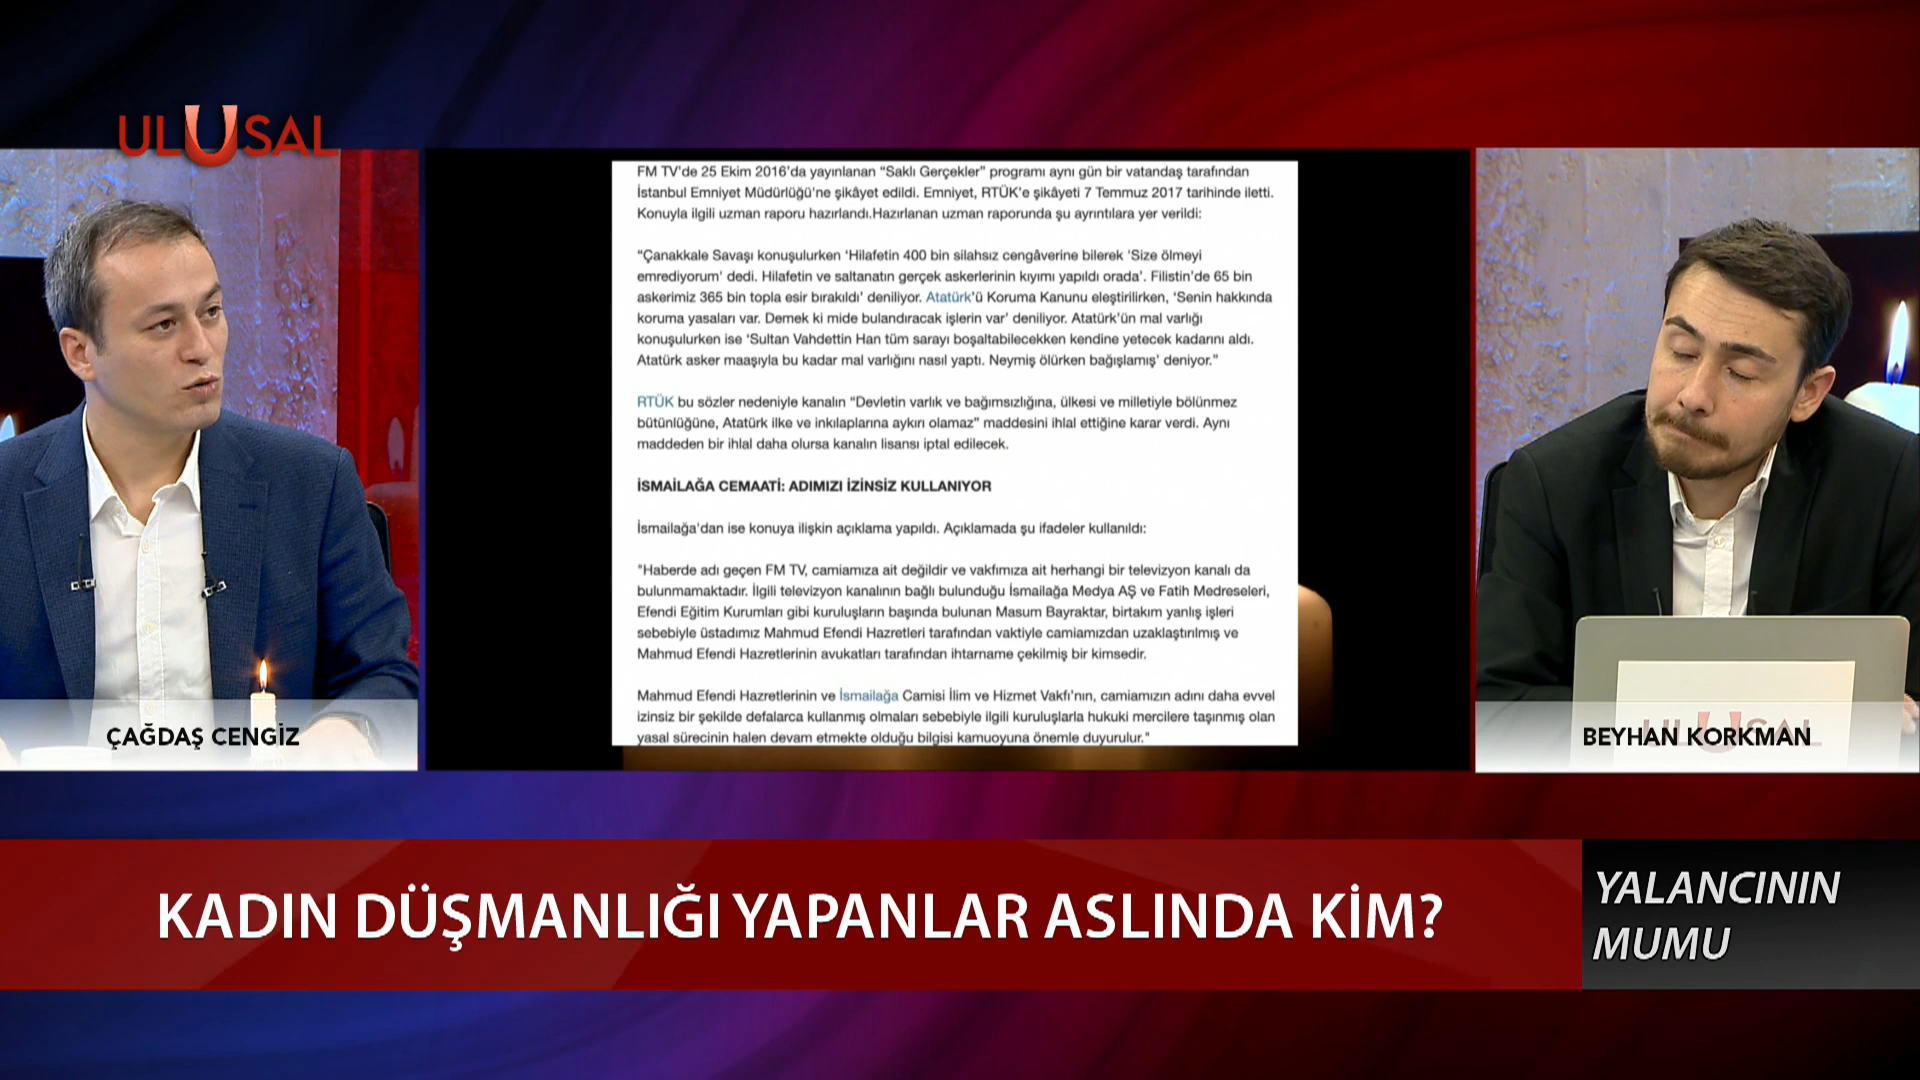 ULUSAL
FM TV'de 25 Ekim 2016'da yayınlanan "Saklı Gerçekler" programı aynı gün bir vatandaş tarafından
İstanbul Emniyet Müdürlüğü'ne şikâyet edildi. Emniyet, RTÜK'e şikâyeti 7 Temmuz 2017 tarihinde iletti.
Konuyla ilgili uzman raporu hazırlandı.Hazırlanan uzman raporunda şu ayrıntılara yer verildi:
"Çanakkale Savaşı konuşulurken 'Hilafetin 400 bin silahsız cengâverine bilerek 'Size ölmeyi
emrediyorum' dedi. Hilafetin ve saltanatın gerçek askerlerinin kıyımı yapıldı orada'. Filistin'de 65 bin
askerimiz 365 bin topla esir bırakıldı' deniliyor. Atatürk'ü Koruma Kanunu eleştirilirken, 'Senin hakkında
koruma yasaları var. Demek ki mide bulandıracak işlerin var' deniliyor. Atatürk'ün mal varlığı
konuşulurken ise 'Sultan Vahdettin Han tüm sarayı boşaltabilecekken kendine yetecek kadarını aldı.
Atatürk asker maaşıyla bu kadar mal varlığını nasıl yaptı. Neymiş ölürken bağışlamış' deniyor."
RTÜK bu sözler nedeniyle kanalın "Devletin varlık ve bağımsızlığına, ülkesi ve milletiyle bölünmez
bütünlüğüne, Atatürk ilke ve inkılaplarına aykırı olamaz" maddesini ihlal ettiğine karar verdi. Aynı
maddeden bir ihlal daha olursa kanalın lisansı iptal edilecek.
İSMAİLAĞA CEMAATİ: ADIMIZI İZİNSİZ KULLANIYOR
İsmailağa'dan ise konuya ilişkin açıklama yapıldı. Açıklamada şu ifadeler kullanıldı:
"Haberde adı geçen FM TV, camiamıza ait değildir ve vakfımıza ait herhangi bir televizyon kanalı da
bulunmamaktadır. İlgili televizyon kanalının bağlı bulunduğu İsmailağa Medya AŞ ve Fatih Medreseleri,
Efendi Eğitim Kurumları gibi kuruluşların başında bulunan Masum Bayraktar, birtakım yanlış işleri
sebebiyle üstadımız Mahmud Efendi Hazretleri tarafından vaktiyle camiamızdan uzaklaştırılmış ve
Mahmud Efendi Hazretlerinin avukatları tarafından ihtarname çekilmiş bir kimsedir.
Mahmud Efendi Hazretlerinin ve İsmailağa Camisi İlim ve Hizmet Vakfı'nın, camiamızın adını daha evvel
izinsiz bir şekilde defalarca kullanmış olmaları sebebiyle ilgili kuruluşlarla hukuki mercilere taşınmış olan
yasal sürecinin halen devam etmekte olduğu bilgisi kamuoyuna önemle duyurulur."
ÇAĞDAŞ CENGİZ
ULUSAL
BEYHAN KORKMAN
KADIN DÜŞMANLIĞI YAPANLAR ASLINDA KİM?
YALANCININ
MUMU